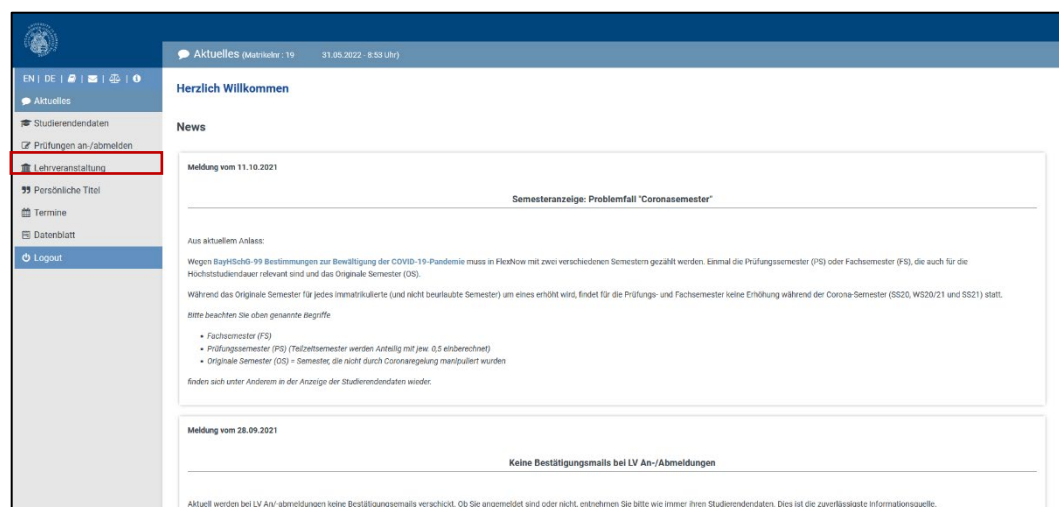 Aktuelles (Matrikelnr : 19 31.05.2022 - 8:53 Uhr)
EN | DE |
Aktuelles
Studierendendaten
Prüfungen an-/abmelden
Lehrveranstaltung
Persönliche Titel
Termine
Datenblatt
Logout
Herzlich Willkommen
News
Meldung vom 11.10.2021
Semesteranzeige: Problemfall "Coronasemester"
Aus aktuellem Anlass:
Wegen BayHSchG-99 Bestimmungen zur Bewältigung der COVID-19-Pandemie muss in FlexNow mit zwei verschiedenen Semestern gezählt werden. Einmal die Prüfungssemester (PS) oder Fachsemester (FS), die auch für die
Höchststudiendauer relevant sind und das Originale Semester (OS).
Während das Originale Semester für jedes immatrikulierte (und nicht beurlaubte Semester) um eines erhöht wird, findet für die Prüfungs- und Fachsemester keine Erhöhung während der Corona-Semester (SS20, WS20/21 und SS21) statt.
Bitte beachten Sie oben genannte Begriffe
• Fachsemester (FS)
• Prüfungssemester (PS) (Teilzeitsemester werden Anteilig mit jew. 0,5 einberechnet)
• Originale Semester (OS) = Semester, die nicht durch Coronaregelung manipuliert wurden
finden sich unter Anderem in der Anzeige der Studierendendaten wieder.
Meldung vom 28.09.2021
Keine Bestätigungsmails bei LV An-/Abmeldungen
Aktuell werden bei LV An/-abmeldungen keine Bestätigungsemails verschickt. Ob Sie angemeldet sind oder nicht, entnehmen Sie bitte wie immer ihren Studierendendaten. Dies ist die zuverlässigste Informationsquelle.